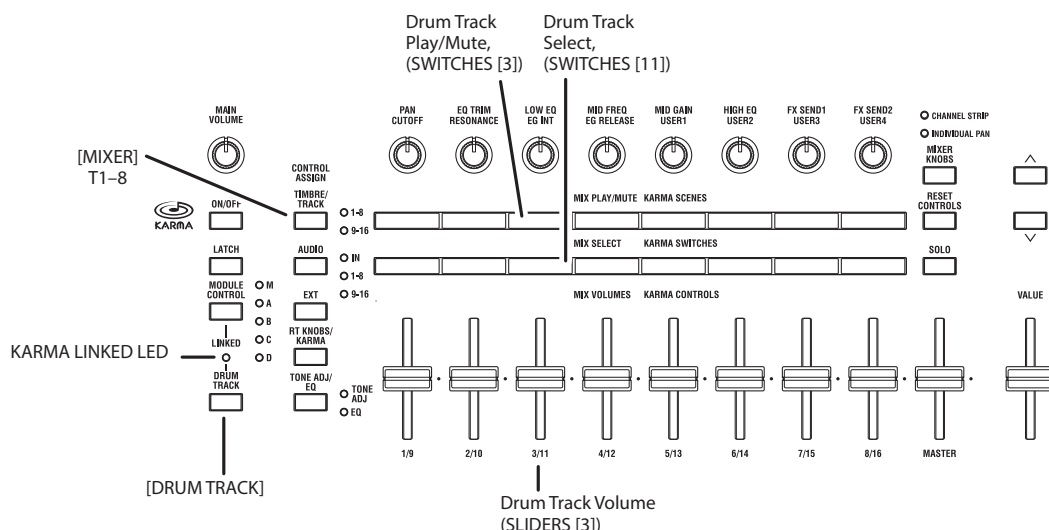 Drum Track
Play/Mute,
(SWITCHES [3])
Drum Track
Select,
(SWITCHES [11])
MAIN
VOLUME
PAN
CUTOFF
EQ TRIM
RESONANCE
LOW EQ
EG INT
MID FREQ
EG RELEASE
MID GAIN
USER1
HIGH EQ
USER2
FX SEND1
USER3
FX SEND2
USER4
CHANNEL STRIP
INDIVIDUAL PAN
MIXER
KNOBS
[MIXER]
T1–8
CONTROL
ASSIGN
TIMBRE/
TRACK
1-8
9-16
MIX PLAY/MUTE KARMA SCENES
RESET
CONTROLS
KARMA
ON/OFF
LATCH
AUDIO
IN
1-8
9-16
MIX SELECT KARMA SWITCHES
SOLO
MODULE
CONTROL
M
A
B
C
D
EXT
MIX VOLUMES KARMA CONTROLS
VALUE
KARMA LINKED LED
LINKED
RT KNOBS/
KARMA
DRUM
TRACK
TONE ADJ/
EQ
TONE
ADJ
EQ
1/9
2/10
3/11
4/12
5/13
6/14
7/15
8/16
MASTER
[DRUM TRACK]
Drum Track Volume
(SLIDERS [3])